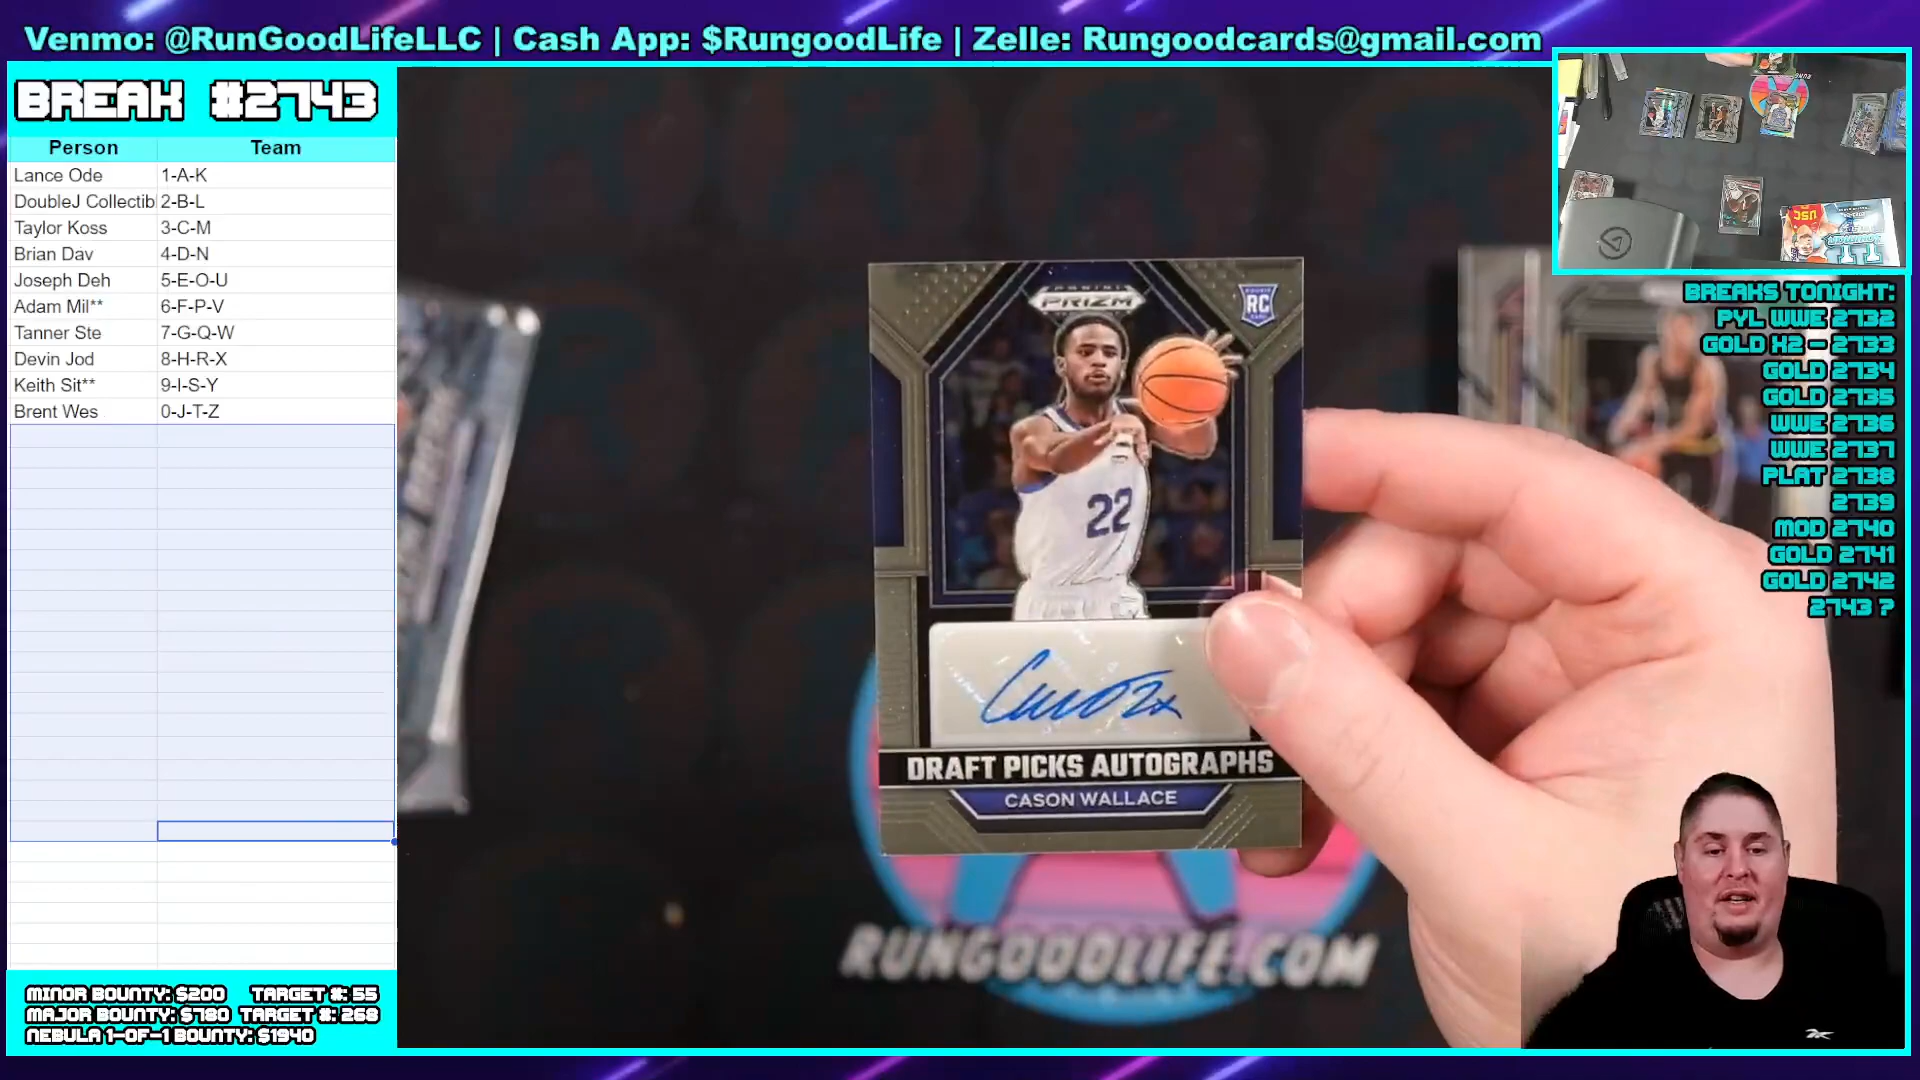 Venmo: @RunGoodLifeLLC | Cash App: $RungoodLife | Zelle: Rungoodcards@gmail.com
BREAK #2743
Person Team
Lance Ode 1-A-K
DoubleJ Collectib 2-B-L
Taylor Koss 3-C-M
Brian Dav 4-D-N
Joseph Deh 5-E-O-U
Adam Mil** 6-F-P-V
Tanner Ste 7-G-Q-W
Devin Jod 8-H-R-X
Keith Sit** 9-I-S-Y
Brent Wes 0-J-T-Z
MINOR BOUNTY: $200 TARGET #: 55
MAJOR BOUNTY: $780 TARGET #: 268
NEBULA 1-OF-1 BOUNTY: $1940
PANINI
PRIZM
RC
22
DRAFT PICKS AUTOGRAPHS
CASON WALLACE
RUNGOODLIFE.COM
USC
BREAKS TONIGHT:
PYL WWE 2732
GOLD X2 - 2733
GOLD 2734
GOLD 2735
WWE 2736
WWE 2737
PLAT 2738
2739
MOD 2740
GOLD 2741
GOLD 2742
2743 ?